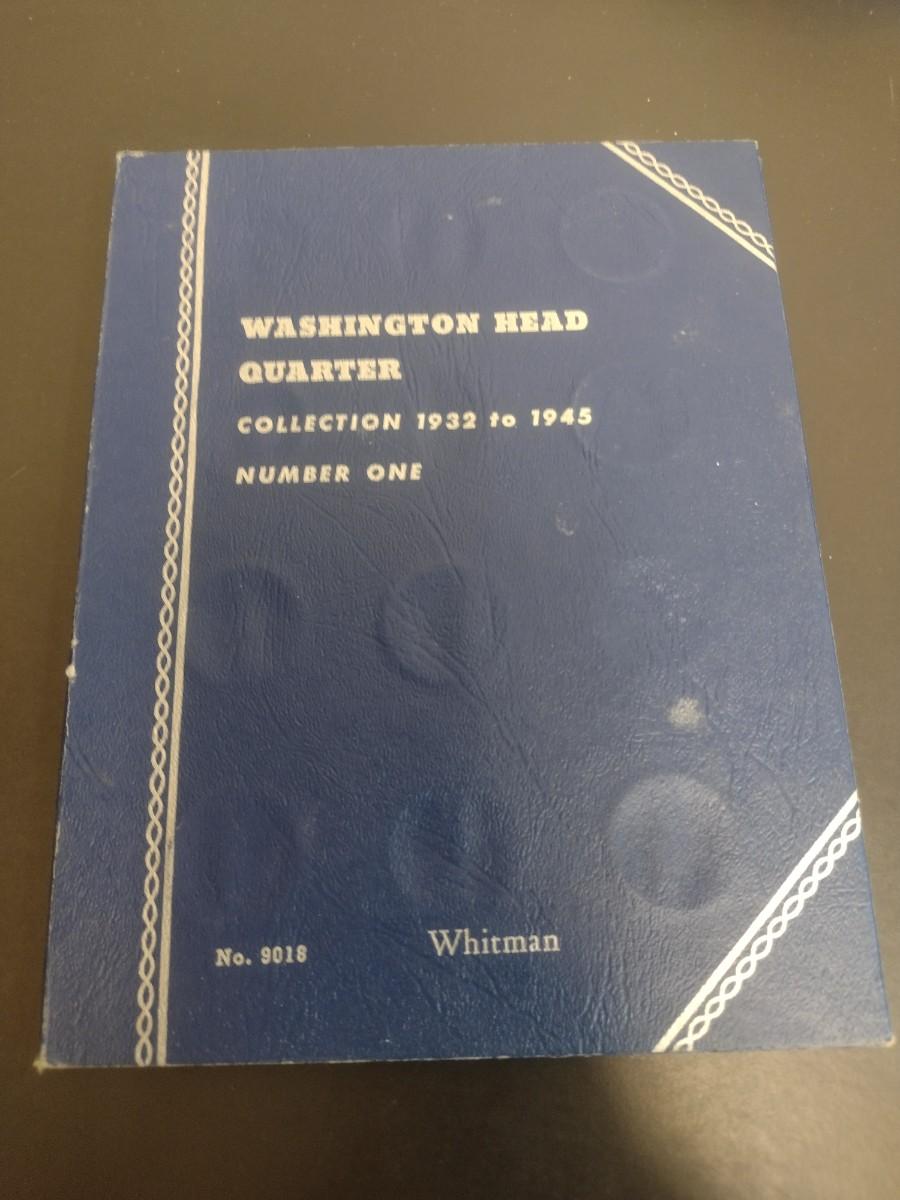 WASHINGTON HEAD
QUARTER
COLLECTION 1932 to 1945
NUMBER ONE
No. 9018
Whitman